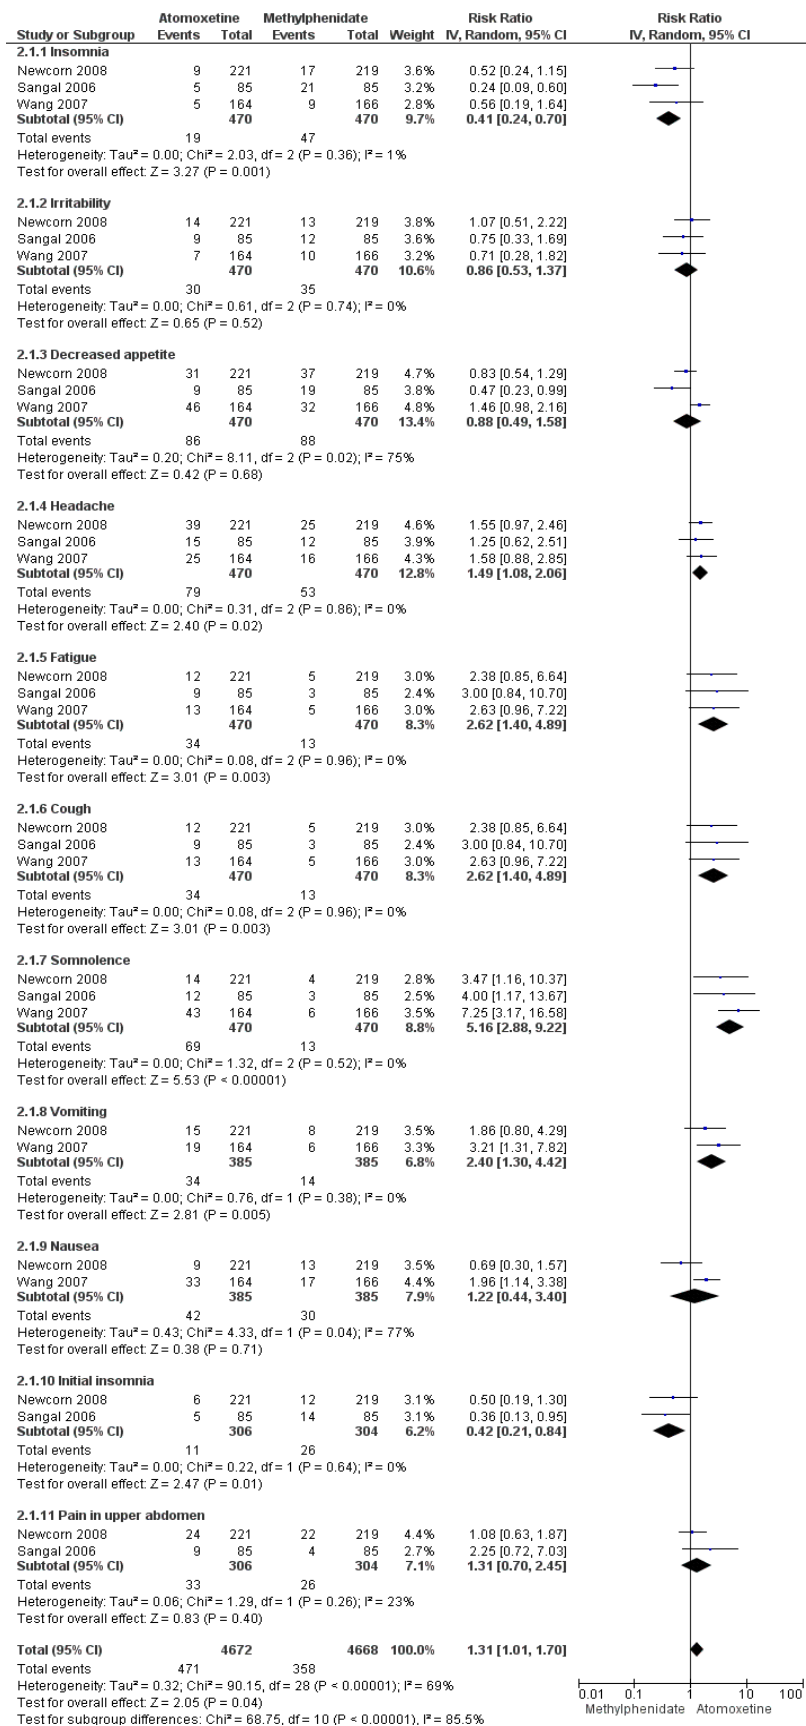 Atomoxetine Methylphenidate Risk Ratio Risk Ratio
Study or Subgroup Events Total Events Total Weight IV, Random, 95% CI IV, Random, 95% CI
2.1.1 Insomnia
Newcorn 2008 9 221 17 219 3.6% 0.52 [0.24, 1.15]
Sangal 2006 5 85 21 85 3.2% 0.24 [0.09, 0.60]
Wang 2007 5 164 9 166 2.8% 0.56 [0.19, 1.64]
Subtotal (95% CI) 470 470 9.7% 0.41 [0.24, 0.70]
Total events 19 47
Heterogeneity: Tau² = 0.00; Chi² = 2.03, df = 2 (P = 0.36); I² = 1%
Test for overall effect: Z = 3.27 (P = 0.001)
2.1.2 Irritability
Newcorn 2008 14 221 13 219 3.8% 1.07 [0.51, 2.22]
Sangal 2006 9 85 12 85 3.6% 0.75 [0.33, 1.69]
Wang 2007 7 164 10 166 2.8% 0.71 [0.28, 1.82]
Subtotal (95% CI) 470 470 10.6% 0.86 [0.53, 1.37]
Total events 30 35
Heterogeneity: Tau² = 0.00; Chi² = 0.61, df = 2 (P = 0.74); I² = 0%
Test for overall effect: Z = 0.65 (P = 0.52)
2.1.3 Decreased appetite
Newcorn 2008 31 221 37 219 4.7% 0.83 [0.54, 1.29]
Sangal 2006 9 85 19 85 3.8% 0.47 [0.23, 0.99]
Wang 2007 46 164 32 166 4.8% 1.46 [0.98, 2.16]
Subtotal (95% CI) 470 470 13.4% 0.88 [0.49, 1.58]
Total events 86 88
Heterogeneity: Tau² = 0.20; Chi² = 8.11, df = 2 (P = 0.02); I² = 75%
Test for overall effect: Z = 0.42 (P = 0.68)
2.1.4 Headache
Newcorn 2008 39 221 25 219 4.6% 1.55 [0.97, 2.46]
Sangal 2006 15 85 12 85 3.9% 1.25 [0.62, 2.51]
Wang 2007 25 164 16 166 4.3% 1.58 [0.88, 2.85]
Subtotal (95% CI) 470 470 12.8% 1.49 [1.08, 2.06]
Total events 79 53
Heterogeneity: Tau² = 0.00; Chi² = 0.31, df = 2 (P = 0.86); I² = 0%
Test for overall effect: Z = 2.40 (P = 0.02)
2.1.5 Fatigue
Newcorn 2008 12 221 5 219 3.0% 2.38 [0.85, 6.64]
Sangal 2006 9 85 3 85 2.4% 3.00 [0.84, 10.70]
Wang 2007 13 164 5 166 3.0% 2.63 [0.96, 7.22]
Subtotal (95% CI) 470 470 8.3% 2.62 [1.40, 4.89]
Total events 34 13
Heterogeneity: Tau² = 0.00; Chi² = 0.08, df = 2 (P = 0.96); I² = 0%
Test for overall effect: Z = 3.01 (P = 0.003)
2.1.6 Cough
Newcorn 2008 12 221 5 219 3.0% 2.38 [0.85, 6.64]
Sangal 2006 9 85 3 85 2.4% 3.00 [0.84, 10.70]
Wang 2007 13 164 5 166 3.0% 2.63 [0.96, 7.22]
Subtotal (95% CI) 470 470 8.3% 2.62 [1.40, 4.89]
Total events 34 13
Heterogeneity: Tau² = 0.00; Chi² = 0.08, df = 2 (P = 0.96); I² = 0%
Test for overall effect: Z = 3.01 (P = 0.003)
2.1.7 Somnolence
Newcorn 2008 14 221 4 219 2.8% 3.47 [1.16, 10.37]
Sangal 2006 12 85 3 85 2.5% 4.00 [1.17, 13.67]
Wang 2007 43 164 6 166 3.5% 7.25 [3.17, 16.58]
Subtotal (95% CI) 470 470 8.8% 5.16 [2.88, 9.22]
Total events 69 13
Heterogeneity: Tau² = 0.00; Chi² = 1.32, df = 2 (P = 0.52); I² = 0%
Test for overall effect: Z = 5.53 (P < 0.00001)
2.1.8 Vomiting
Newcorn 2008 15 221 8 219 3.5% 1.86 [0.80, 4.29]
Wang 2007 19 164 6 166 3.3% 3.21 [1.31, 7.82]
Subtotal (95% CI) 385 385 6.8% 2.40 [1.30, 4.42]
Total events 34 14
Heterogeneity: Tau² = 0.00; Chi² = 0.76, df = 1 (P = 0.38); I² = 0%
Test for overall effect: Z = 2.81 (P = 0.005)
2.1.9 Nausea
Newcorn 2008 9 221 13 219 3.5% 0.69 [0.30, 1.57]
Wang 2007 33 164 17 166 4.4% 1.96 [1.14, 3.38]
Subtotal (95% CI) 385 385 7.9% 1.22 [0.44, 3.40]
Total events 42 30
Heterogeneity: Tau² = 0.43; Chi² = 4.33, df = 1 (P = 0.04); I² = 77%
Test for overall effect: Z = 0.38 (P = 0.71)
2.1.10 Initial insomnia
Newcorn 2008 6 221 12 219 3.1% 0.50 [0.19, 1.30]
Sangal 2006 5 85 14 85 3.1% 0.36 [0.13, 0.95]
Subtotal (95% CI) 306 304 6.2% 0.42 [0.21, 0.84]
Total events 11 26
Heterogeneity: Tau² = 0.00; Chi² = 0.22, df = 1 (P = 0.64); I² = 0%
Test for overall effect: Z = 2.47 (P = 0.01)
2.1.11 Pain in upper abdomen
Newcorn 2008 24 221 22 219 4.4% 1.08 [0.63, 1.87]
Sangal 2006 9 85 4 85 2.7% 2.25 [0.72, 7.03]
Subtotal (95% CI) 306 304 7.1% 1.31 [0.70, 2.45]
Total events 33 26
Heterogeneity: Tau² = 0.06; Chi² = 1.29, df = 1 (P = 0.26); I² = 23%
Test for overall effect: Z = 0.83 (P = 0.40)
Total (95% CI) 4672 4668 100.0% 1.31 [1.01, 1.70]
Total events 471 358
Heterogeneity: Tau² = 0.32; Chi² = 90.15, df = 28 (P < 0.00001); I² = 69%
Test for overall effect: Z = 2.05 (P = 0.04)
Test for subgroup differences: Chi² = 68.75, df = 10 (P < 0.00001), I² = 85.5%
0.01 0.1 1 10 100
Methylphenidate Atomoxetine